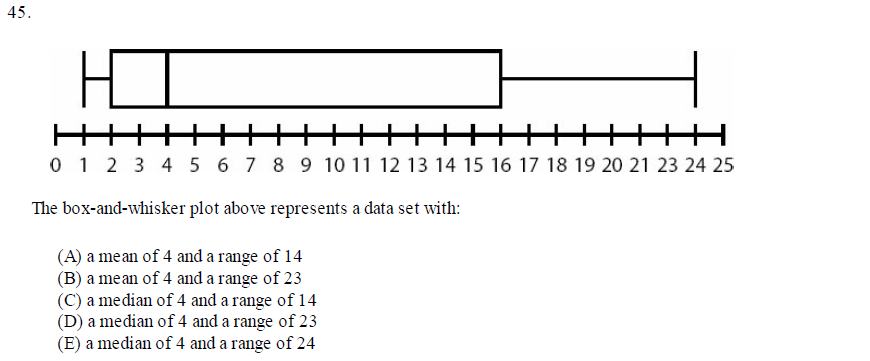 45.
0 1 2 3 4 5 6 7 8 9 10 11 12 13 14 15 16 17 18 19 20 21 23 24 25
The box-and-whisker plot above represents a data set with:
(A) a mean of 4 and a range of 14
(B) a mean of 4 and a range of 23
(C) a median of 4 and a range of 14
(D) a median of 4 and a range of 23
(E) a median of 4 and a range of 24